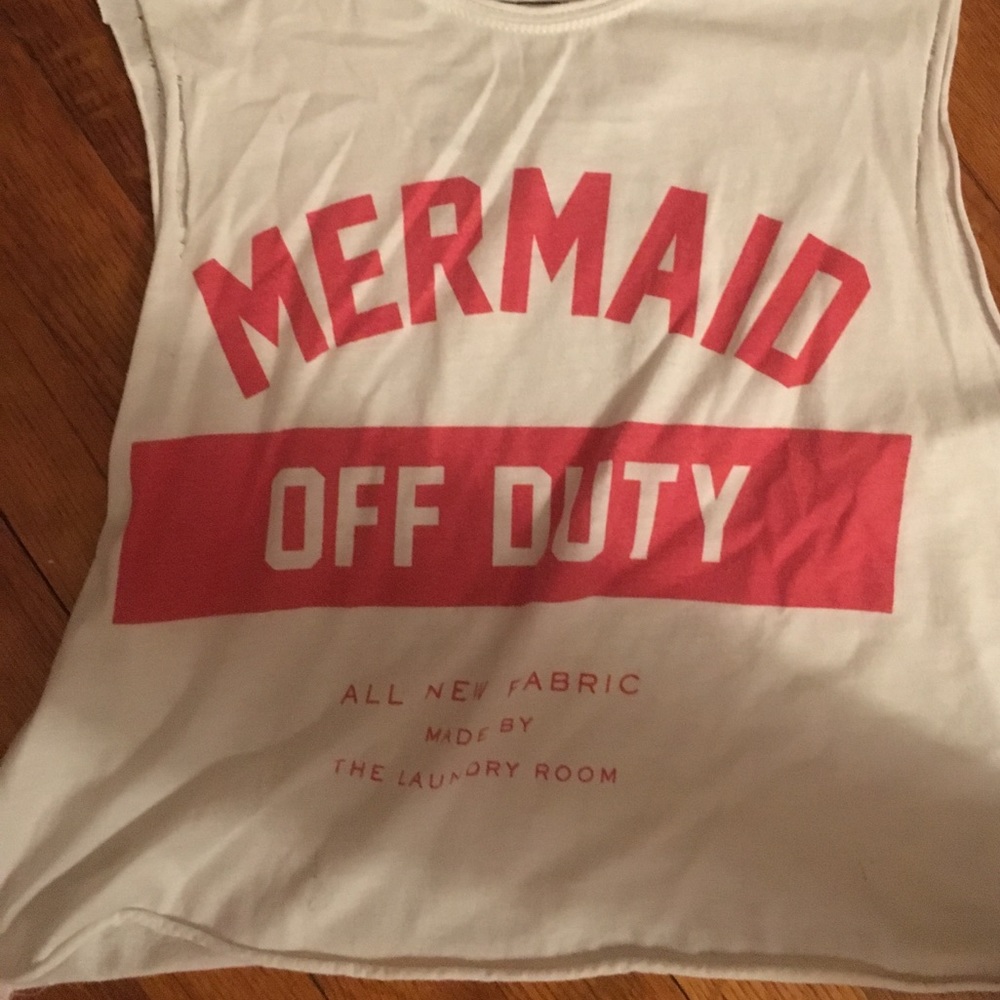 MERMAID
OFF DUTY
ALL NEW FABRIC
MADE BY
THE LAUNDRY ROOM